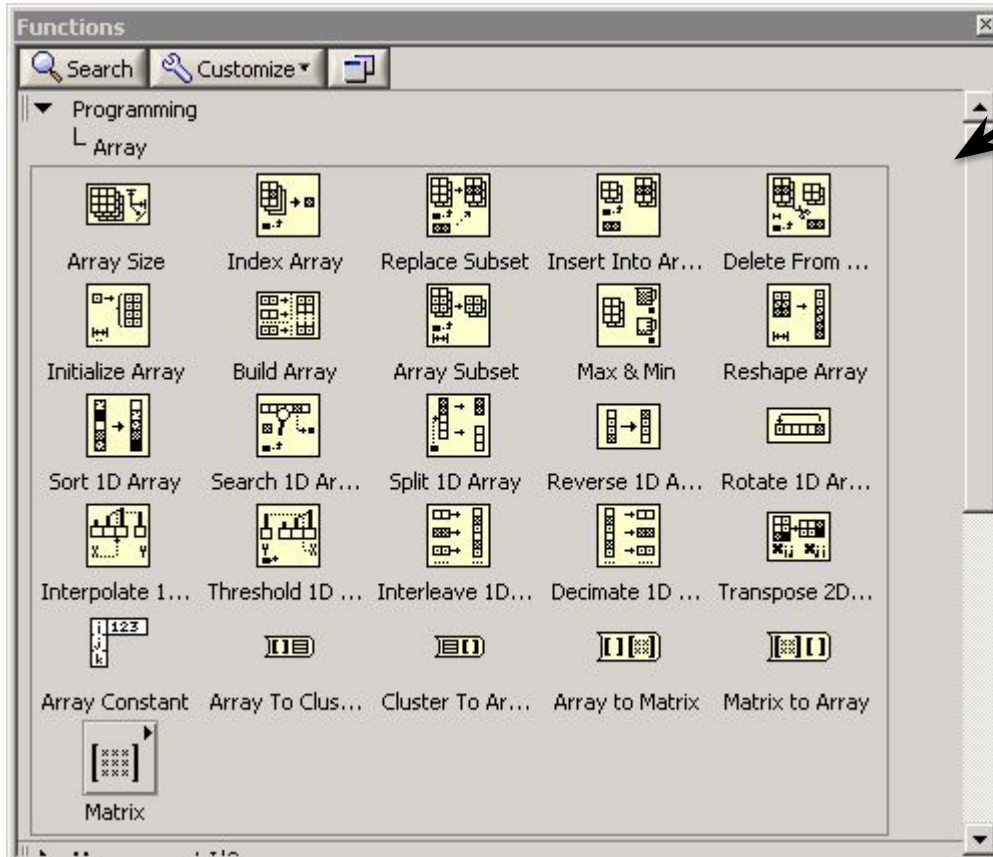 Functions
Search Customize
Programming
Array
Array Size Index Array Replace Subset Insert Into Ar... Delete From ...
Initialize Array Build Array Array Subset Max & Min Reshape Array
Sort 1D Array Search 1D Ar... Split 1D Array Reverse 1D A... Rotate 1D Ar...
Interpolate 1... Threshold 1D ... Interleave 1D... Decimate 1D ... Transpose 2D...
Array Constant Array To Clus... Cluster To Ar... Array to Matrix Matrix to Array
Matrix